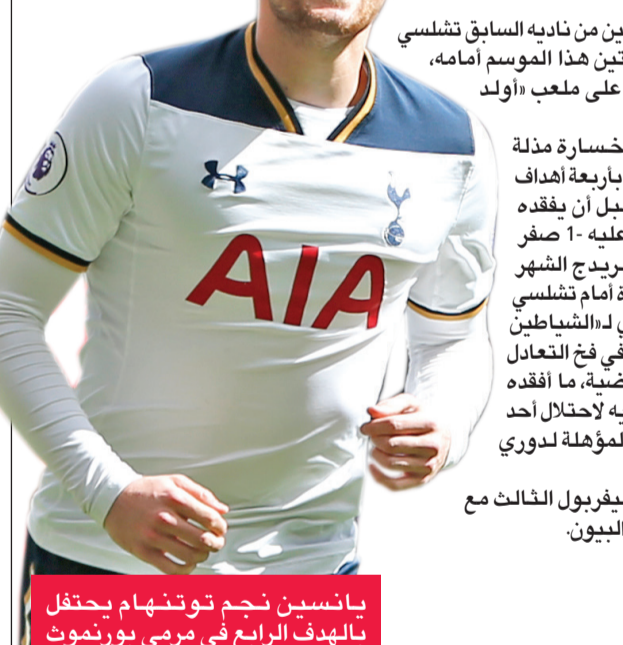 ين من ناديه السابق تشلسي
تين هذا الموسم أمامه،
على ملعب «أولد
خسارة مذلة
بأربعة أهداف
بل أن يفقده
عليه 1- صفر
ريدج الشهر
ة أمام تشلسي
ي لـ«الشياطين
في فخ التعادل
ضية، ما أفقده
يه لاحتلال أحد
لمؤهلة لدوري
يفربول الثالث مع
البيون.
AIA
يانسين نجم توتنهام يحتفل
بالهدف الرابع في مرمى بورنموث